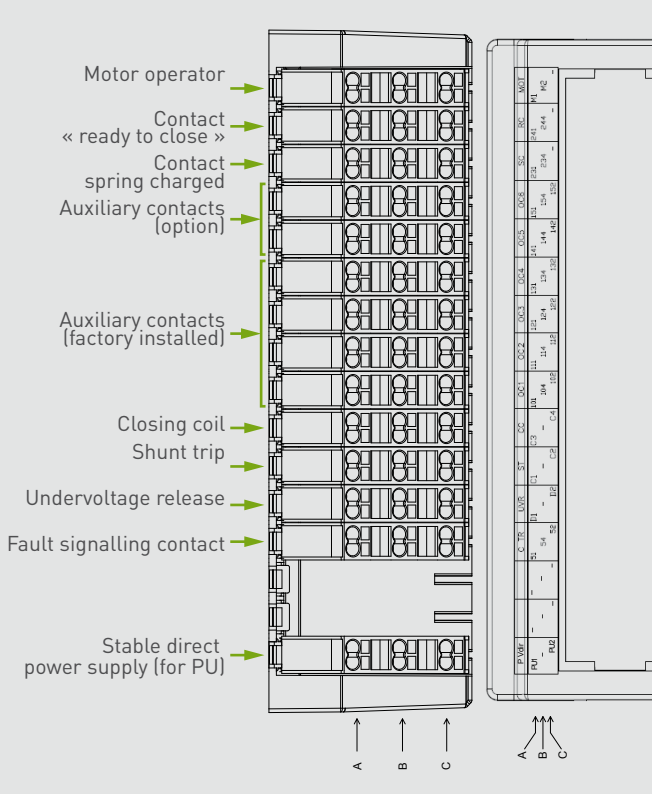 Motor operator
Contact
« ready to close »
Contact
spring charged
Auxiliary contacts
(option)
Auxiliary contacts
(factory installed)
Closing coil
Shunt trip
Undervoltage release
Fault signalling contact
Stable direct
power supply (for PU)
A
B
C
MOT M1 M2 -
RC 241 244 -
SC 231 234 -
OC6 151 154 152
OC5 141 144 142
OC4 131 134 132
OC3 121 124 122
OC2 111 114 112
OC1 101 104 102
CC C3 - C4
ST C1 - C2
UVR D1 - D2
C TR 51 54 52
- - -
- - -
P Vdir PU1 - PU2
A
B
C